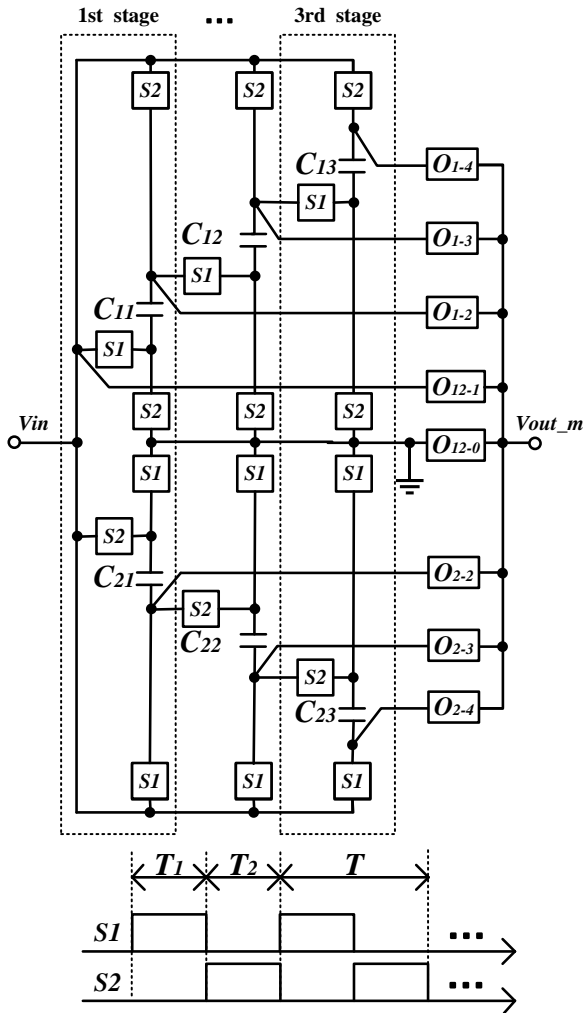 1st stage ... 3rd stage
S2 S2 S2
C13 O1-4
S1
C12 O1-3
S1
C11 O1-2
S1
O12-1
S2 S2 S2
Vin O12-0 Vout_m
S1 S1 S1
S2
C21 O2-2
S2
C22 O2-3
S2
C23 O2-4
S1 S1 S1
T1 T2 T
S1 ...
S2 ...